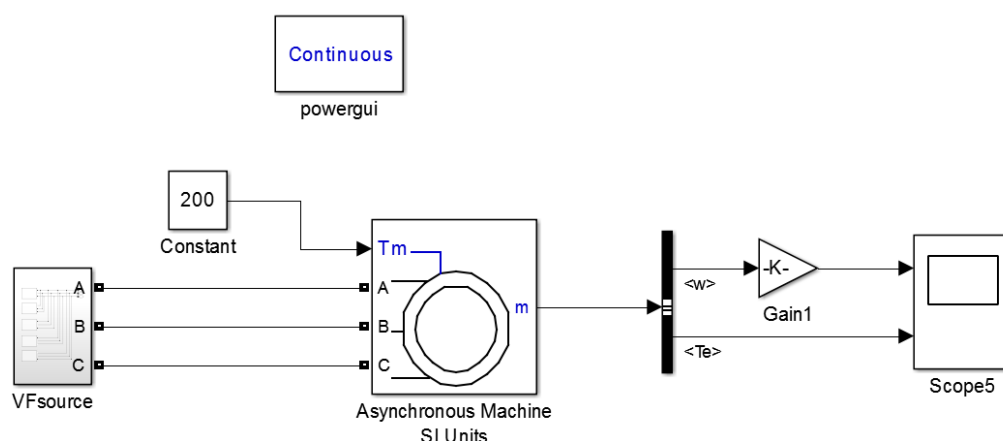 Continuous
powergui
200
Constant
Tm
A
A
B
B
C
C
m
VFsource
Asynchronous Machine
SI Units
<w>
-K-
Gain1
<Te>
Scope5